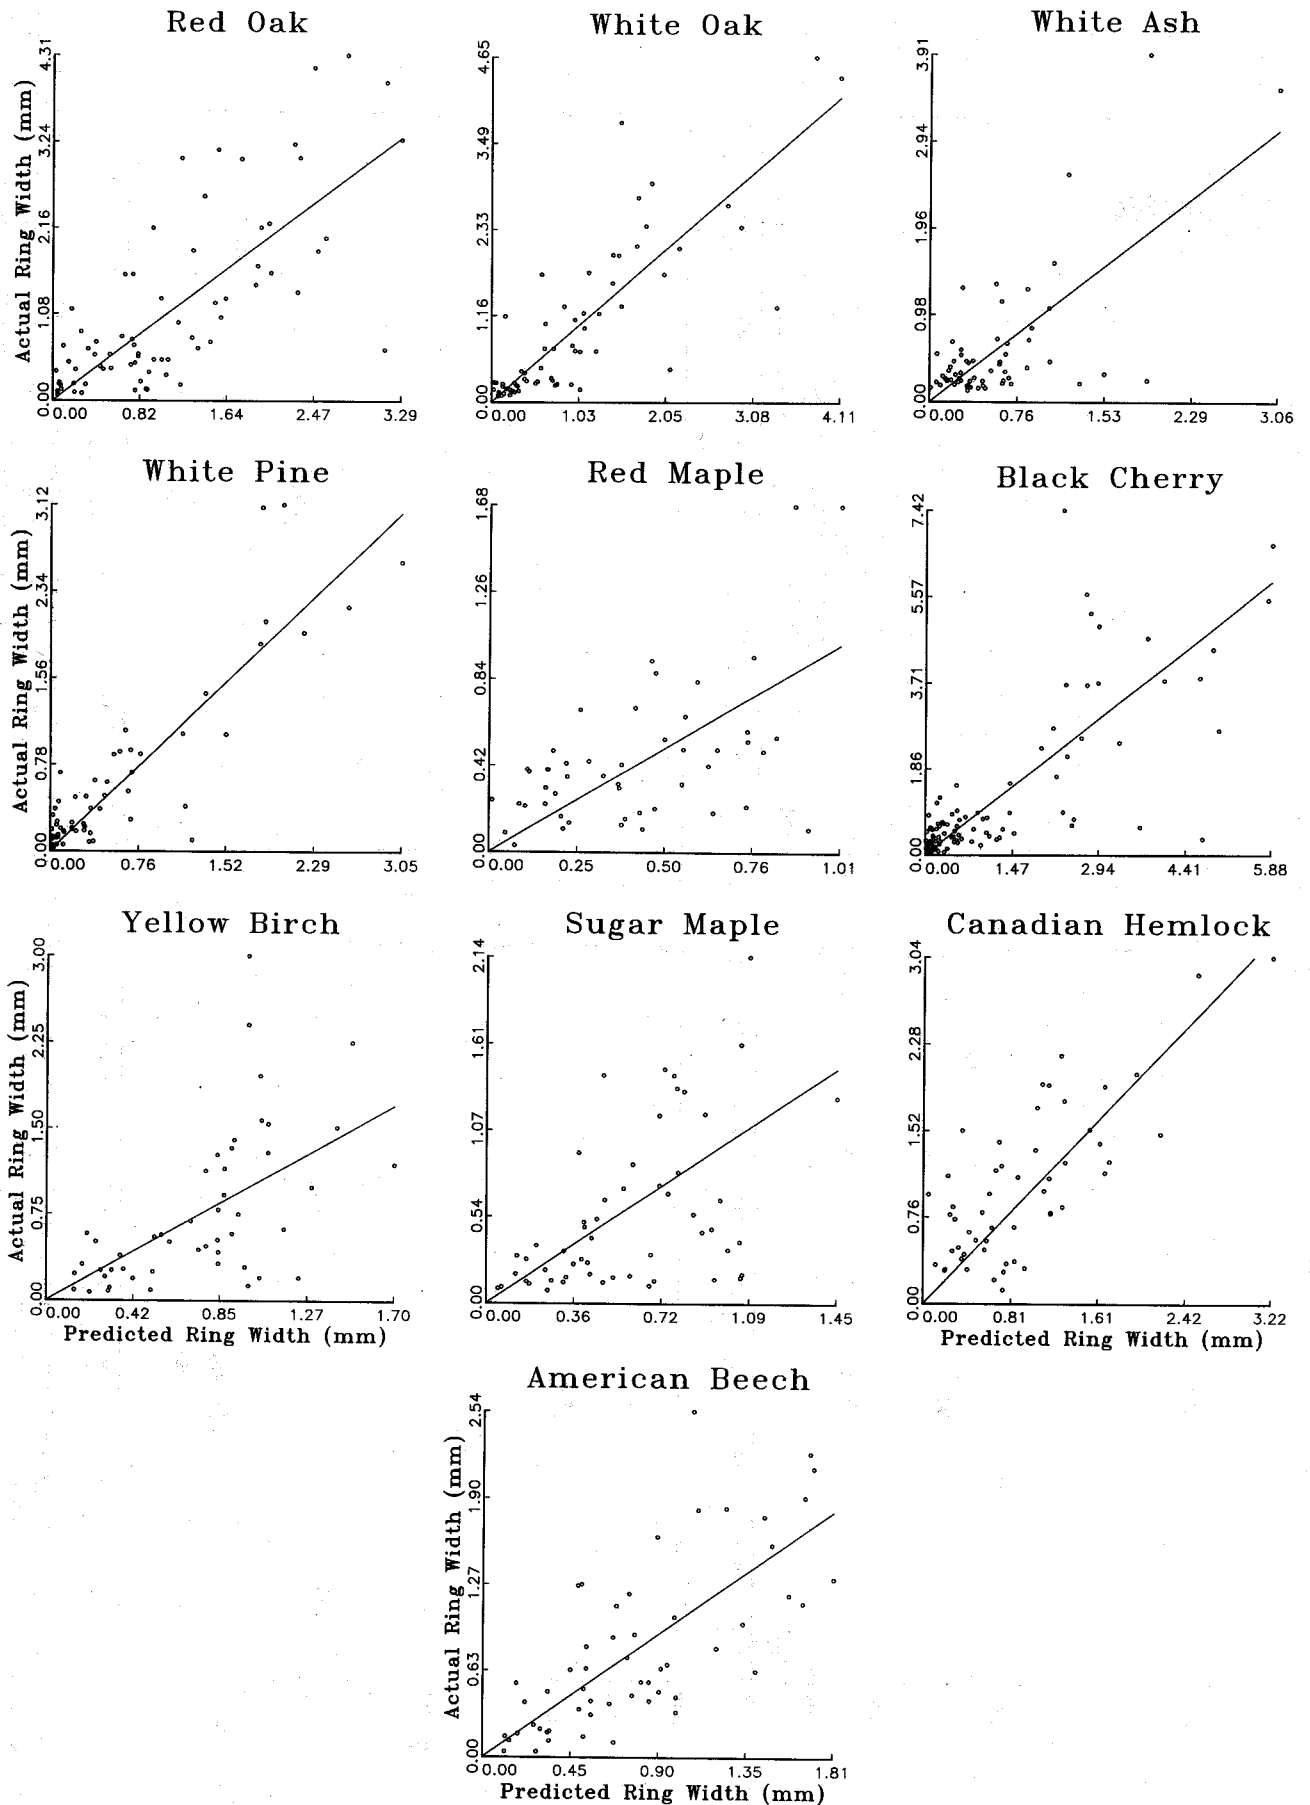 Red Oak
White Oak
White Ash
Actual Ring Width (mm)
4.31
3.24
2.16
1.08
0.00
0.00 0.82 1.64 2.47 3.29
4.65
3.49
2.33
1.16
0.00
0.00 1.03 2.05 3.08 4.11
3.91
2.94
1.96
0.98
0.00
0.00 0.76 1.53 2.29 3.06
White Pine
Red Maple
Black Cherry
Actual Ring Width (mm)
3.12
2.34
1.56
0.78
0.00
0.00 0.76 1.52 2.29 3.05
1.68
1.26
0.84
0.42
0.00
0.00 0.25 0.50 0.76 1.01
7.42
5.57
3.71
1.86
0.00
0.00 1.47 2.94 4.41 5.88
Yellow Birch
Sugar Maple
Canadian Hemlock
Actual Ring Width (mm)
3.00
2.25
1.50
0.75
0.00
0.00 0.42 0.85 1.27 1.70
Predicted Ring Width (mm)
2.14
1.61
1.07
0.54
0.00
0.00 0.36 0.72 1.09 1.45
3.04
2.28
1.52
0.76
0.00
0.00 0.81 1.61 2.42 3.22
Predicted Ring Width (mm)
American Beech
Actual Ring Width (mm)
2.54
1.90
1.27
0.63
0.00
0.00 0.45 0.90 1.35 1.81
Predicted Ring Width (mm)